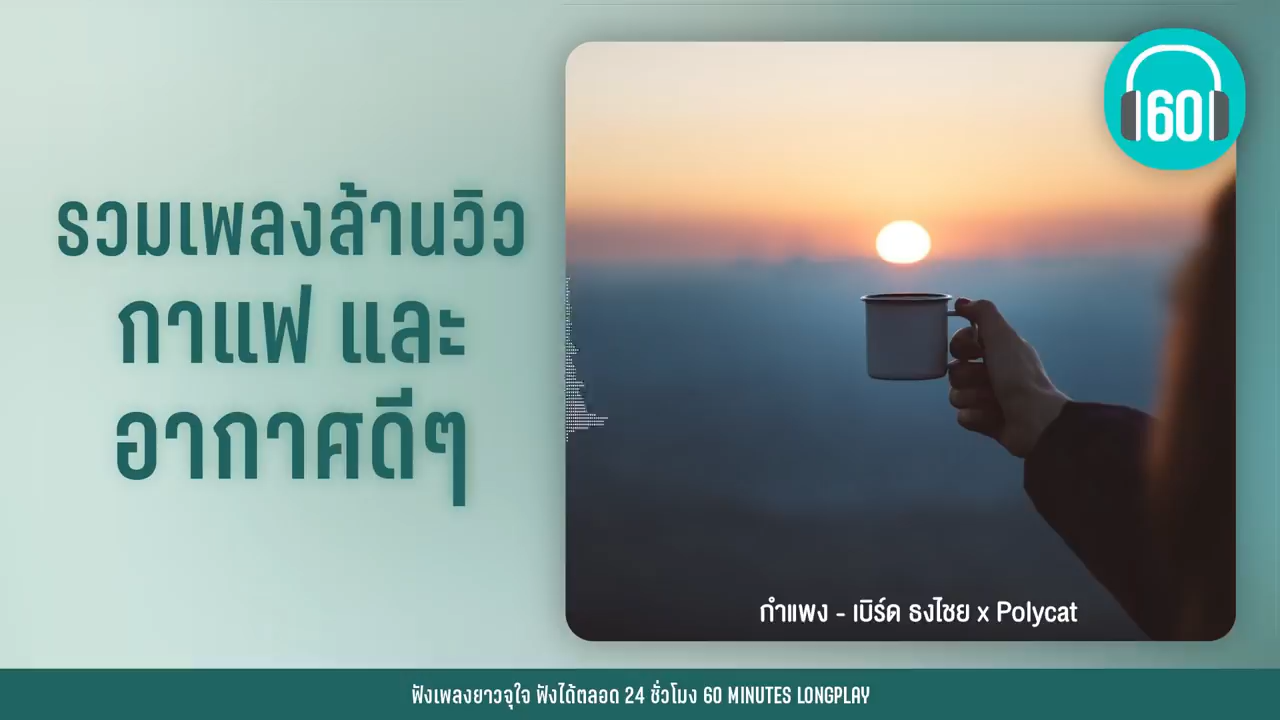 รวมเพลงล้านวิว
กาแฟ และ
อากาศดีๆ
60
กำแพง - เบิร์ด ธงไชย x Polycat
ฟังเพลงยาวจุใจ ฟังได้ตลอด 24 ชั่วโมง 60 MINUTES LONGPLAY